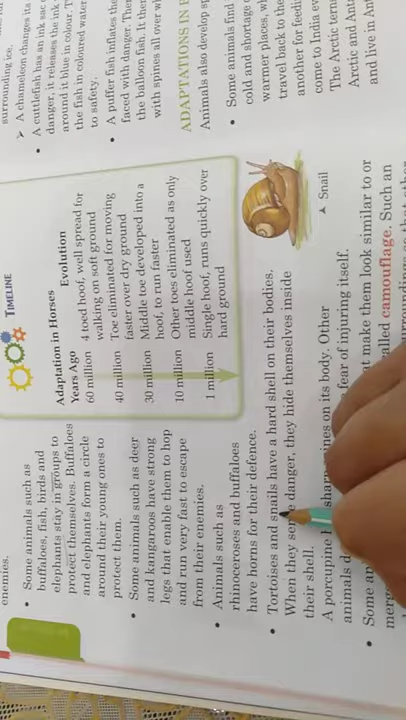 enemies.
• Some animals such as
buffaloes, fish, birds and
elephants stay in groups to
protect themselves. Buffaloes
and elephants form a circle
around their young ones to
protect them.
• Some animals such as deer
and kangaroos have strong
legs that enable them to hop
and run very fast to escape
from their enemies.
• Animals such as
rhinoceroses and buffaloes
have horns for their defence.
• Tortoises and snails have a hard shell on their bodies.
When they danger, they hide themselves inside
their shell.
A porcupine sharp on its body. Other
animals fear of injuring itself.
• Some make them look similar to or
called camouflage. Such an
TIMELINE
Adaptation in Horses
Years Ago Evolution
60 million 4 toed hoof, well spread for
walking on soft ground
40 million Toe eliminated for moving
faster over dry ground
30 million Middle toe developed into a
hoof, to run faster
10 million Other toes eliminated as only
middle hoof used
1 million Single hoof, runs quickly over
hard ground
▲ Snail
surrounding ice.
➤ A chameleon changes its
• A cuttlefish has an ink sac
danger, it releases the ink
around it blue in colour.
the fish in coloured water
to safety.
• A puffer fish inflates the
faced with danger.
the balloon fish. It
with spines all over
ADAPTATIONS IN
Animals also develop
• Some animals find
cold and shortage
warmer places,
travel back to the
another for
come to India
The Arctic tern
Arctic and
and live in